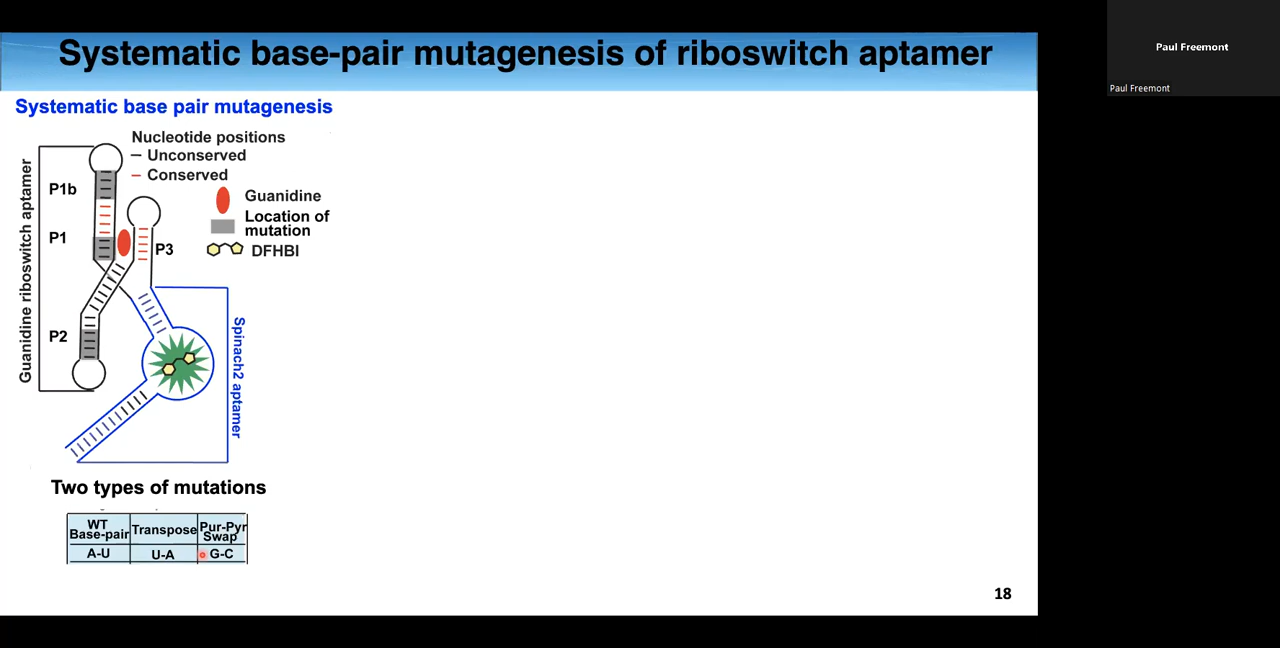 Systematic base-pair mutagenesis of riboswitch aptamer
Paul Freemont
Paul Freemont
Systematic base pair mutagenesis
Nucleotide positions
Unconserved
Conserved
Guanidine
Location of
mutation
DFHBI
Guanidine riboswitch aptamer
P1b
P1
P3
P2
Spinach2 aptamer
Two types of mutations
WT
Base-pair
Transpose
Pur-Pyr
Swap
A-U
U-A
G-C
18